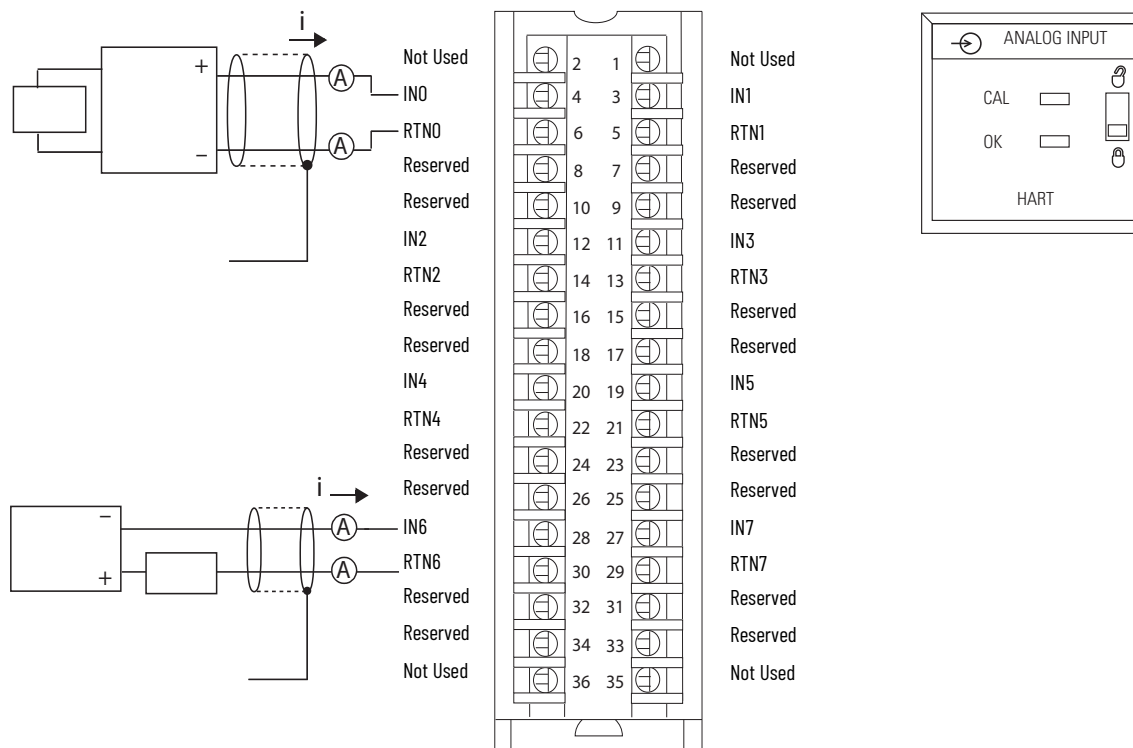 i
+
A
−
A
Not Used 2 1 Not Used
IN0 4 3 IN1
RTN0 6 5 RTN1
Reserved 8 7 Reserved
Reserved 10 9 Reserved
IN2 12 11 IN3
RTN2 14 13 RTN3
Reserved 16 15 Reserved
Reserved 18 17 Reserved
IN4 20 19 IN5
RTN4 22 21 RTN5
Reserved 24 23 Reserved
Reserved 26 25 Reserved
IN6 28 27 IN7
RTN6 30 29 RTN7
Reserved 32 31 Reserved
Reserved 34 33 Reserved
Not Used 36 35 Not Used
i
−
A
+
A
ANALOG INPUT
CAL
OK
HART